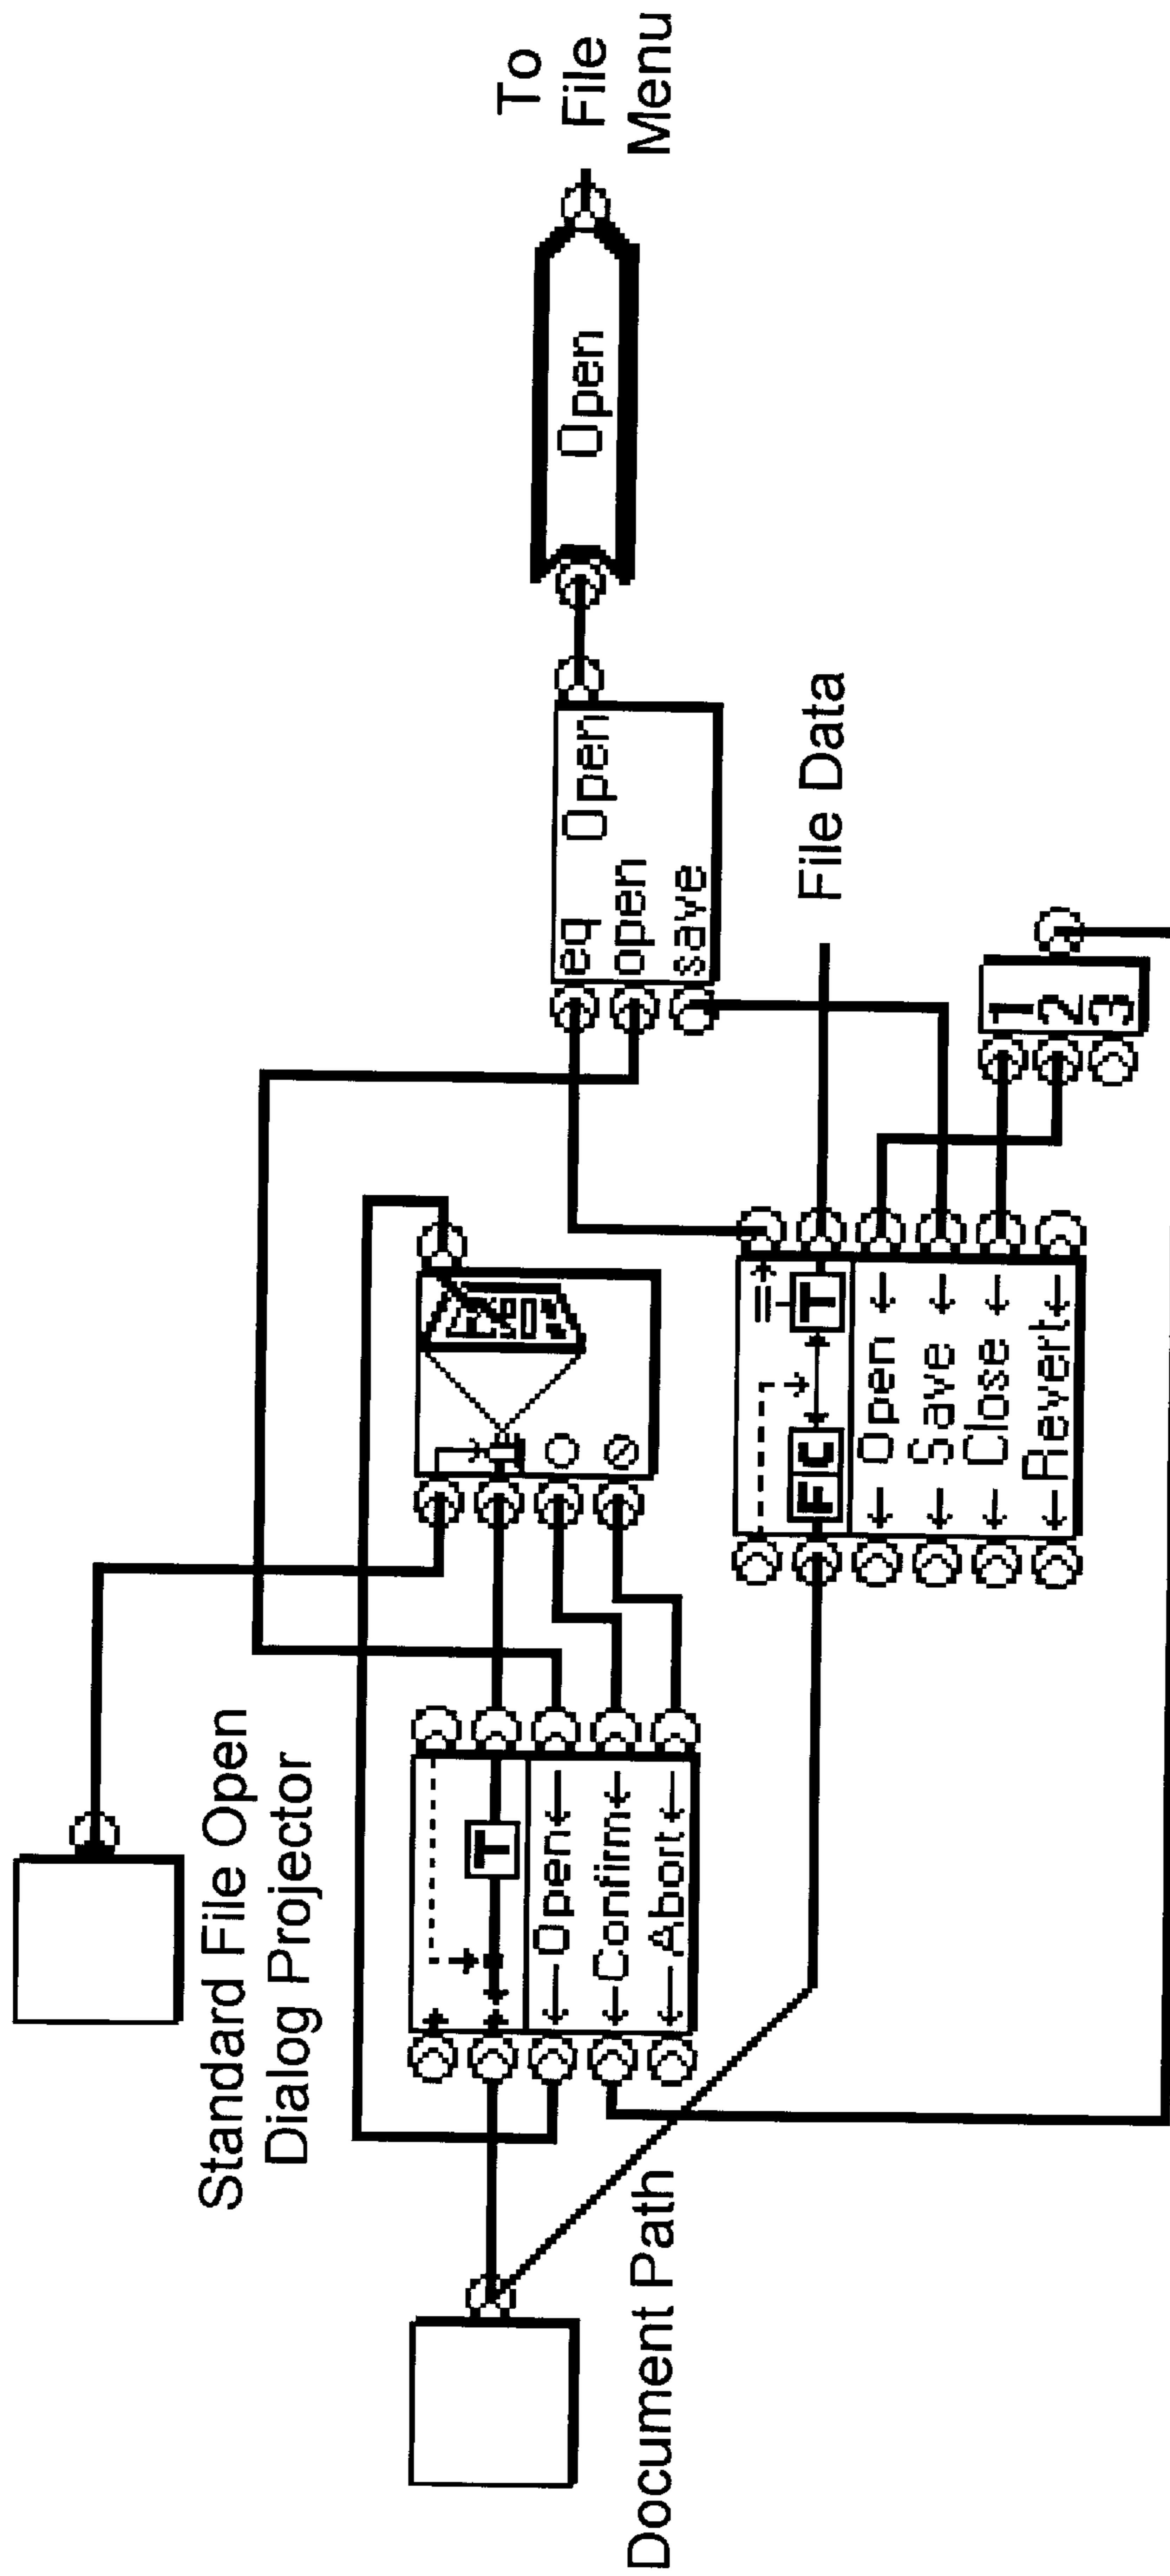 Standard File Open
Dialog Projector
T
Open
Confirm
Abort
Document Path
eq Open
open
save
Open
To
File
Menu
FC
T
Open
Save
Close
Revert
File Data
1
2
3